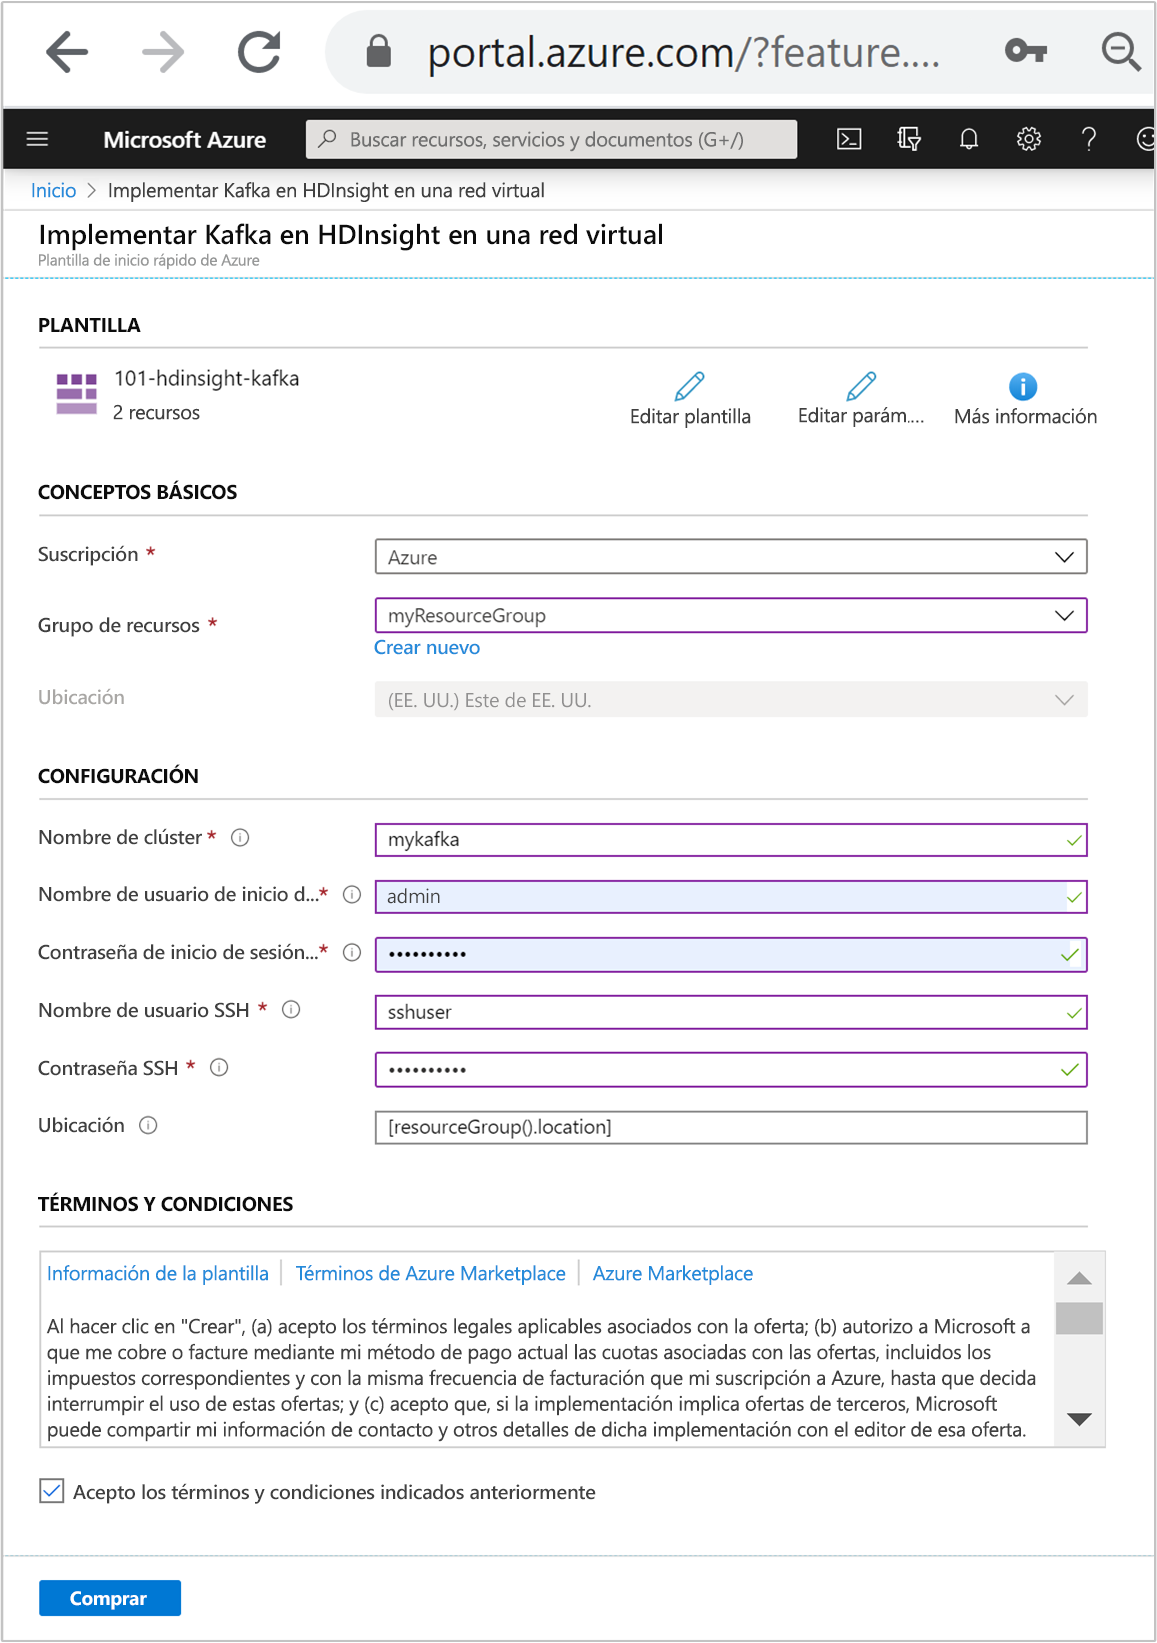 portal.azure.com/?feature....
Microsoft Azure
Buscar recursos, servicios y documentos (G+/)
Inicio > Implementar Kafka en HDInsight en una red virtual
Implementar Kafka en HDInsight en una red virtual
Plantilla de inicio rápido de Azure
PLANTILLA
101-hdinsight-kafka
2 recursos
Editar plantilla
Editar parám....
Más información
CONCEPTOS BÁSICOS
Suscripción *
Azure
Grupo de recursos *
myResourceGroup
Crear nuevo
Ubicación
(EE. UU.) Este de EE. UU.
CONFIGURACIÓN
Nombre de clúster *
mykafka
Nombre de usuario de inicio d...*
admin
Contraseña de inicio de sesión...*
••••••••••
Nombre de usuario SSH *
sshuser
Contraseña SSH *
••••••••••
Ubicación
[resourceGroup().location]
TÉRMINOS Y CONDICIONES
Información de la plantilla | Términos de Azure Marketplace | Azure Marketplace
Al hacer clic en "Crear", (a) acepto los términos legales aplicables asociados con la oferta; (b) autorizo a Microsoft a
que me cobre o facture mediante mi método de pago actual las cuotas asociadas con las ofertas, incluidos los
impuestos correspondientes y con la misma frecuencia de facturación que mi suscripción a Azure, hasta que decida
interrumpir el uso de estas ofertas; y (c) acepto que, si la implementación implica ofertas de terceros, Microsoft
puede compartir mi información de contacto y otros detalles de dicha implementación con el editor de esa oferta.
Acepto los términos y condiciones indicados anteriormente
Comprar